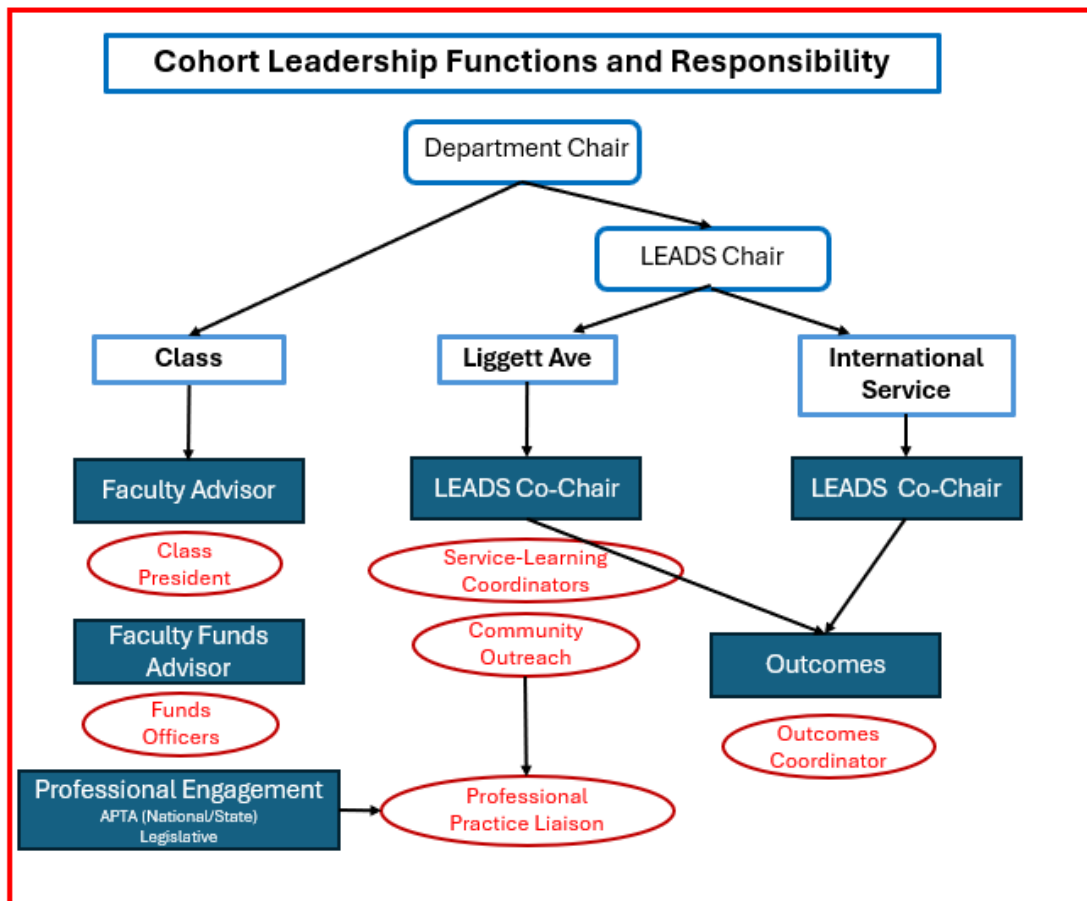 Cohort Leadership Functions and Responsibility
Department Chair
LEADS Chair
Class
Liggett Ave
International
Service
Faculty Advisor
LEADS Co-Chair
LEADS Co-Chair
Class
President
Service-Learning
Coordinators
Faculty Funds
Advisor
Community
Outreach
Outcomes
Funds
Officers
Outcomes
Coordinator
Professional Engagement
APTA (National/State)
Legislative
Professional
Practice Liaison